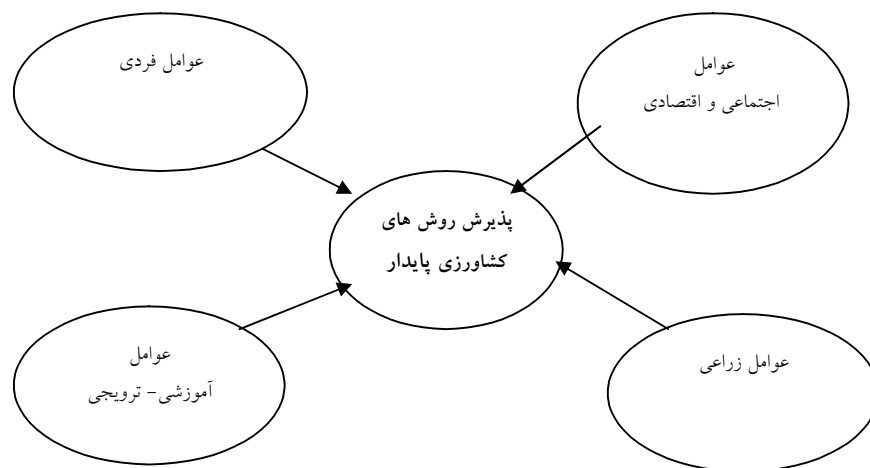 عوامل
اجتماعی و اقتصادی
عوامل فردی
پذیرش روش های
کشاورزی پایدار
عوامل زراعی
عوامل
آموزشی- ترویجی